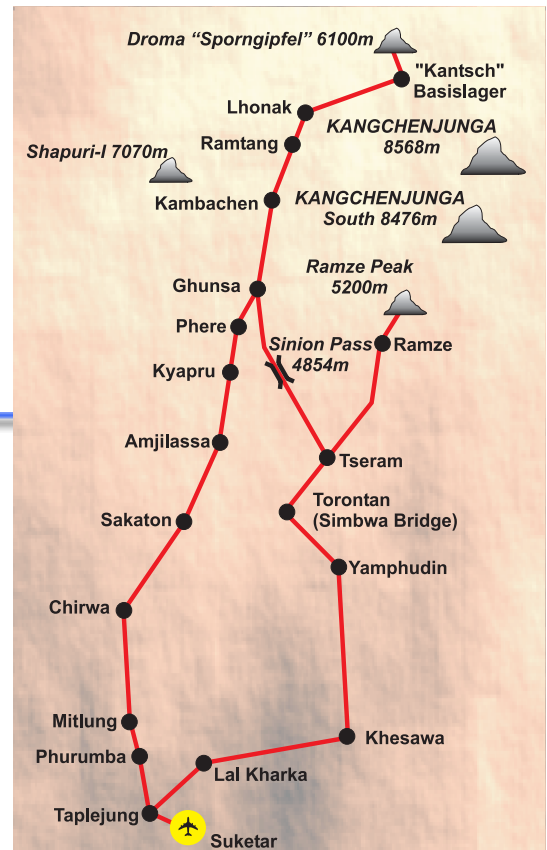 Droma “Sporngipfel” 6100m
"Kantsch"
Basislager
Lhonak
KANGCHENJUNGA
8568m
Ramtang
Shapuri-I 7070m
Kambachen
KANGCHENJUNGA
South 8476m
Ramze Peak
5200m
Ghunsa
Phere
Sinion Pass
4854m
Ramze
Kyapru
Amjilassa
Tseram
Torontan
(Simbwa Bridge)
Sakaton
Yamphudin
Chirwa
Mitlung
Khesawa
Phurumba
Lal Kharka
Taplejung
Suketar